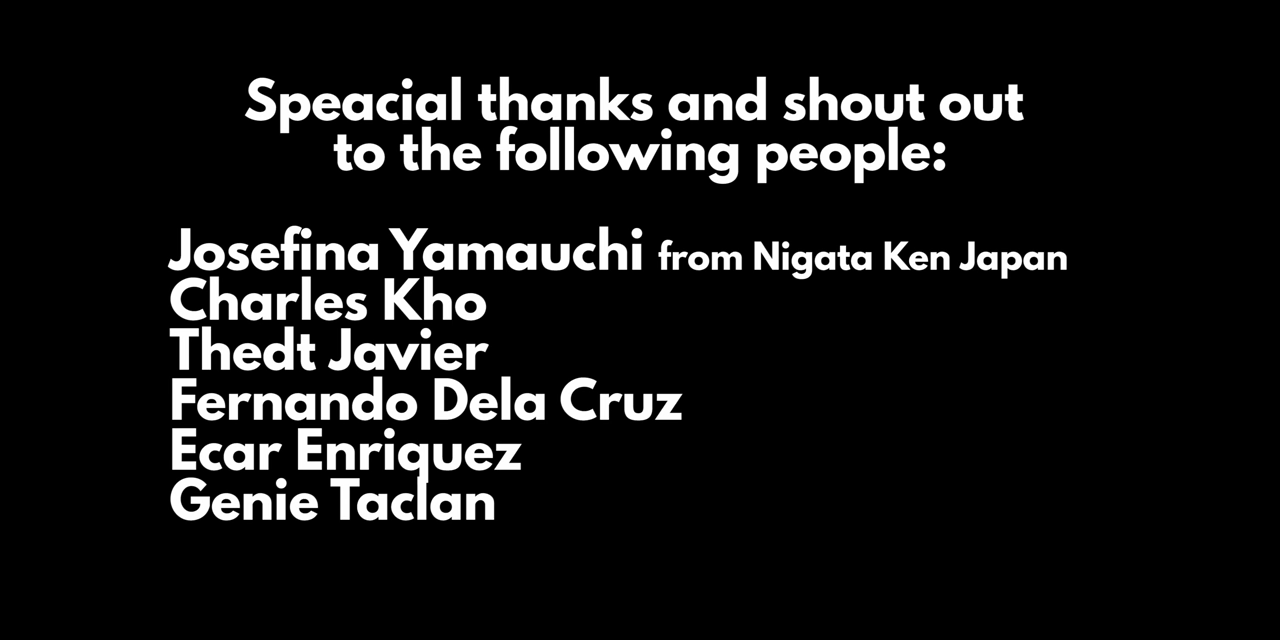 Speacial thanks and shout out
to the following people:
Josefina Yamauchi from Nigata Ken Japan
Charles Kho
Thedt Javier
Fernando Dela Cruz
Ecar Enriquez
Genie Taclan